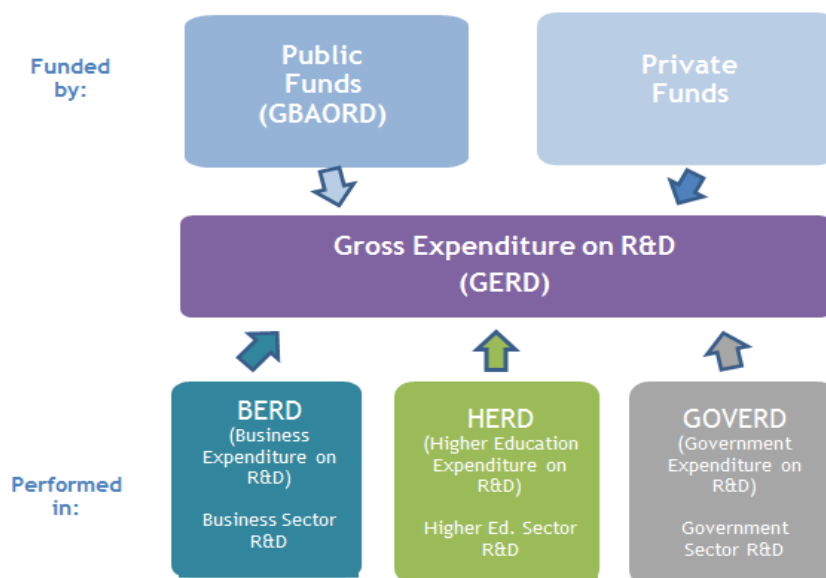 Funded
by:
Public
Funds
(GBAORD)
Private
Funds
Gross Expenditure on R&D
(GERD)
Performed
in:
BERD
(Business
Expenditure on
R&D)
Business Sector
R&D
HERD
(Higher Education
Expenditure on
R&D)
Higher Ed. Sector
R&D
GOVERD
(Government
Expenditure on
R&D)
Government
Sector R&D